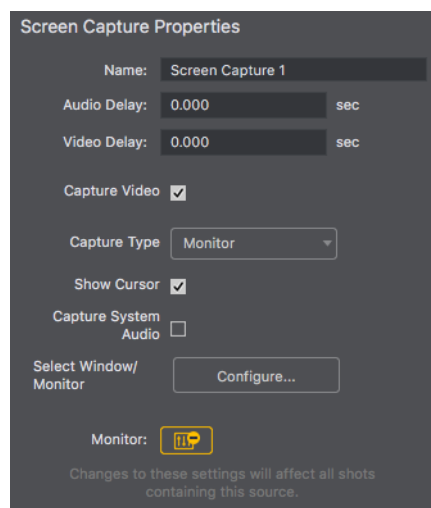 Screen Capture Properties
Name: Screen Capture 1
Audio Delay: 0.000 sec
Video Delay: 0.000 sec
Capture Video
Capture Type Monitor
Show Cursor
Capture System
Audio
Select Window/
Monitor
Configure...
Monitor:
Changes to these settings will affect all shots
containing this source.